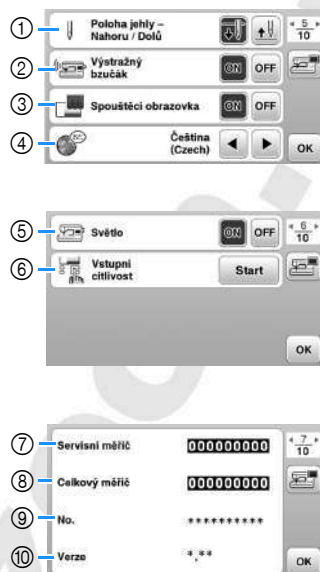 ① Poloha jehly –
Nahoru / Dolů
5
10
② Výstražný
bzučák
ON OFF
③ Spouštěcí obrazovka ON OFF
④ Čeština
(Czech)
OK
⑤ Světlo ON OFF
6
10
⑥ Vstupní
citlivost
Start
OK
⑦ Servisní měřič 000000000
7
10
⑧ Celkový měřič 000000000
⑨ No. **********
⑩ Verze *.**
OK